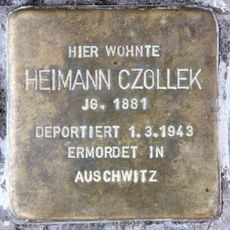 HIER WOHNTE
HEIMANN CZOLLEK
JG. 1881
DEPORTIERT 1.3.1943
ERMORDET IN
AUSCHWITZ